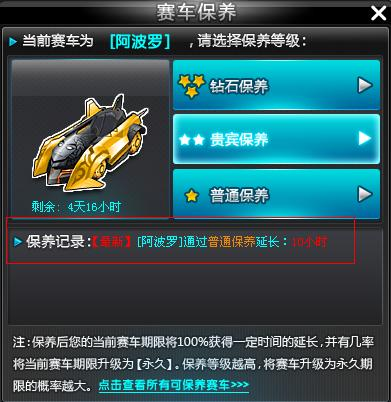 赛车保养
当前赛车为 [阿波罗] ,请选择保养等级:
钻石保养
贵宾保养
普通保养
剩余: 4天16小时
保养记录:【最新】[阿波罗]通过普通保养延长:10小时
注:保养后您的当前赛车期限将100%获得一定时间的延长,并有几率
将当前赛车期限升级为【永久】。保养等级越高,将赛车升级为永久期
限的概率越大。点击查看所有可保养赛车>>>